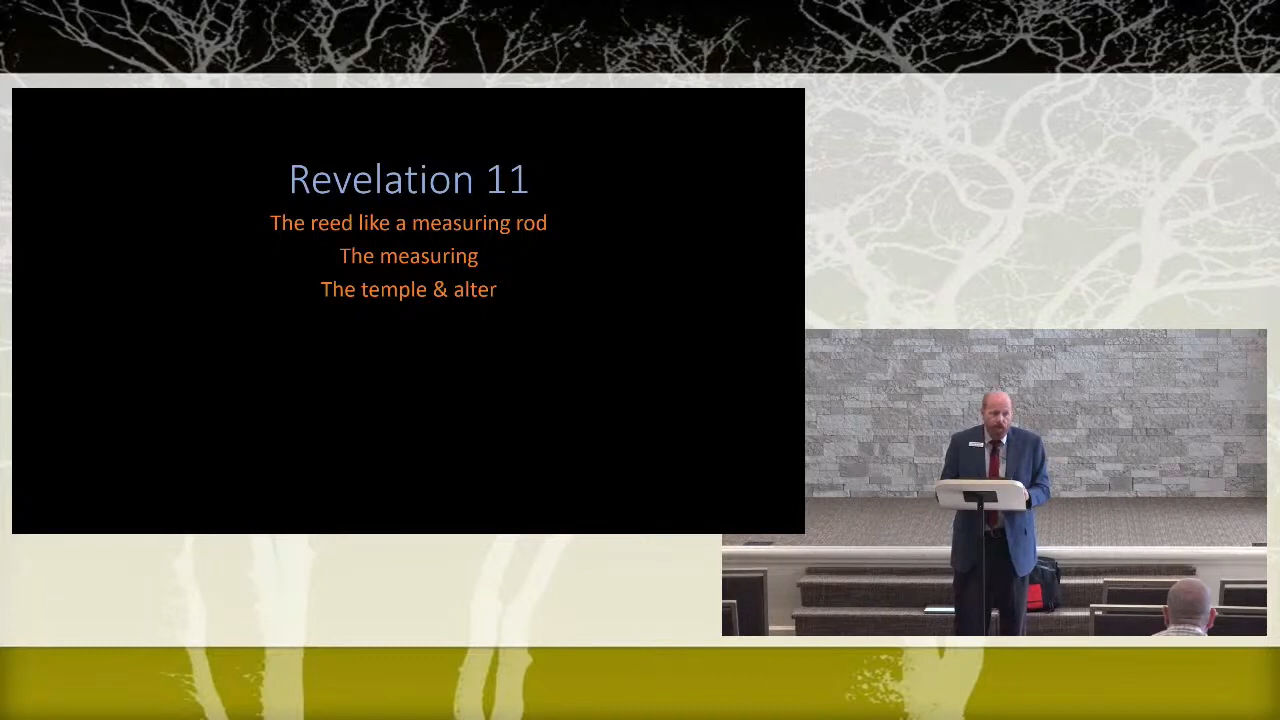 Revelation 11
The reed like a measuring rod
The measuring
The temple & alter